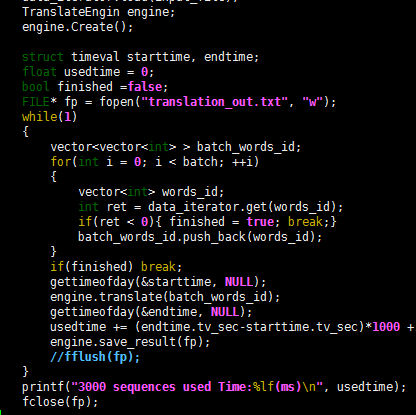 TranslateEngin engine;
engine.Create();
struct timeval starttime, endtime;
float usedtime = 0;
bool finished =false;
FILE* fp = fopen("translation_out.txt", "w");
while(1)
{
vector<vector<int> > batch_words_id;
for(int i = 0; i < batch; ++i)
{
vector<int> words_id;
int ret = data_iterator.get(words_id);
if(ret < 0){ finished = true; break;}
batch_words_id.push_back(words_id);
}
if(finished) break;
gettimeofday(&starttime, NULL);
engine.translate(batch_words_id);
gettimeofday(&endtime, NULL);
usedtime += (endtime.tv_sec-starttime.tv_sec)*1000 +
engine.save_result(fp);
//fflush(fp);
}
printf("3000 sequences used Time:%lf(ms)\n", usedtime);
fclose(fp);